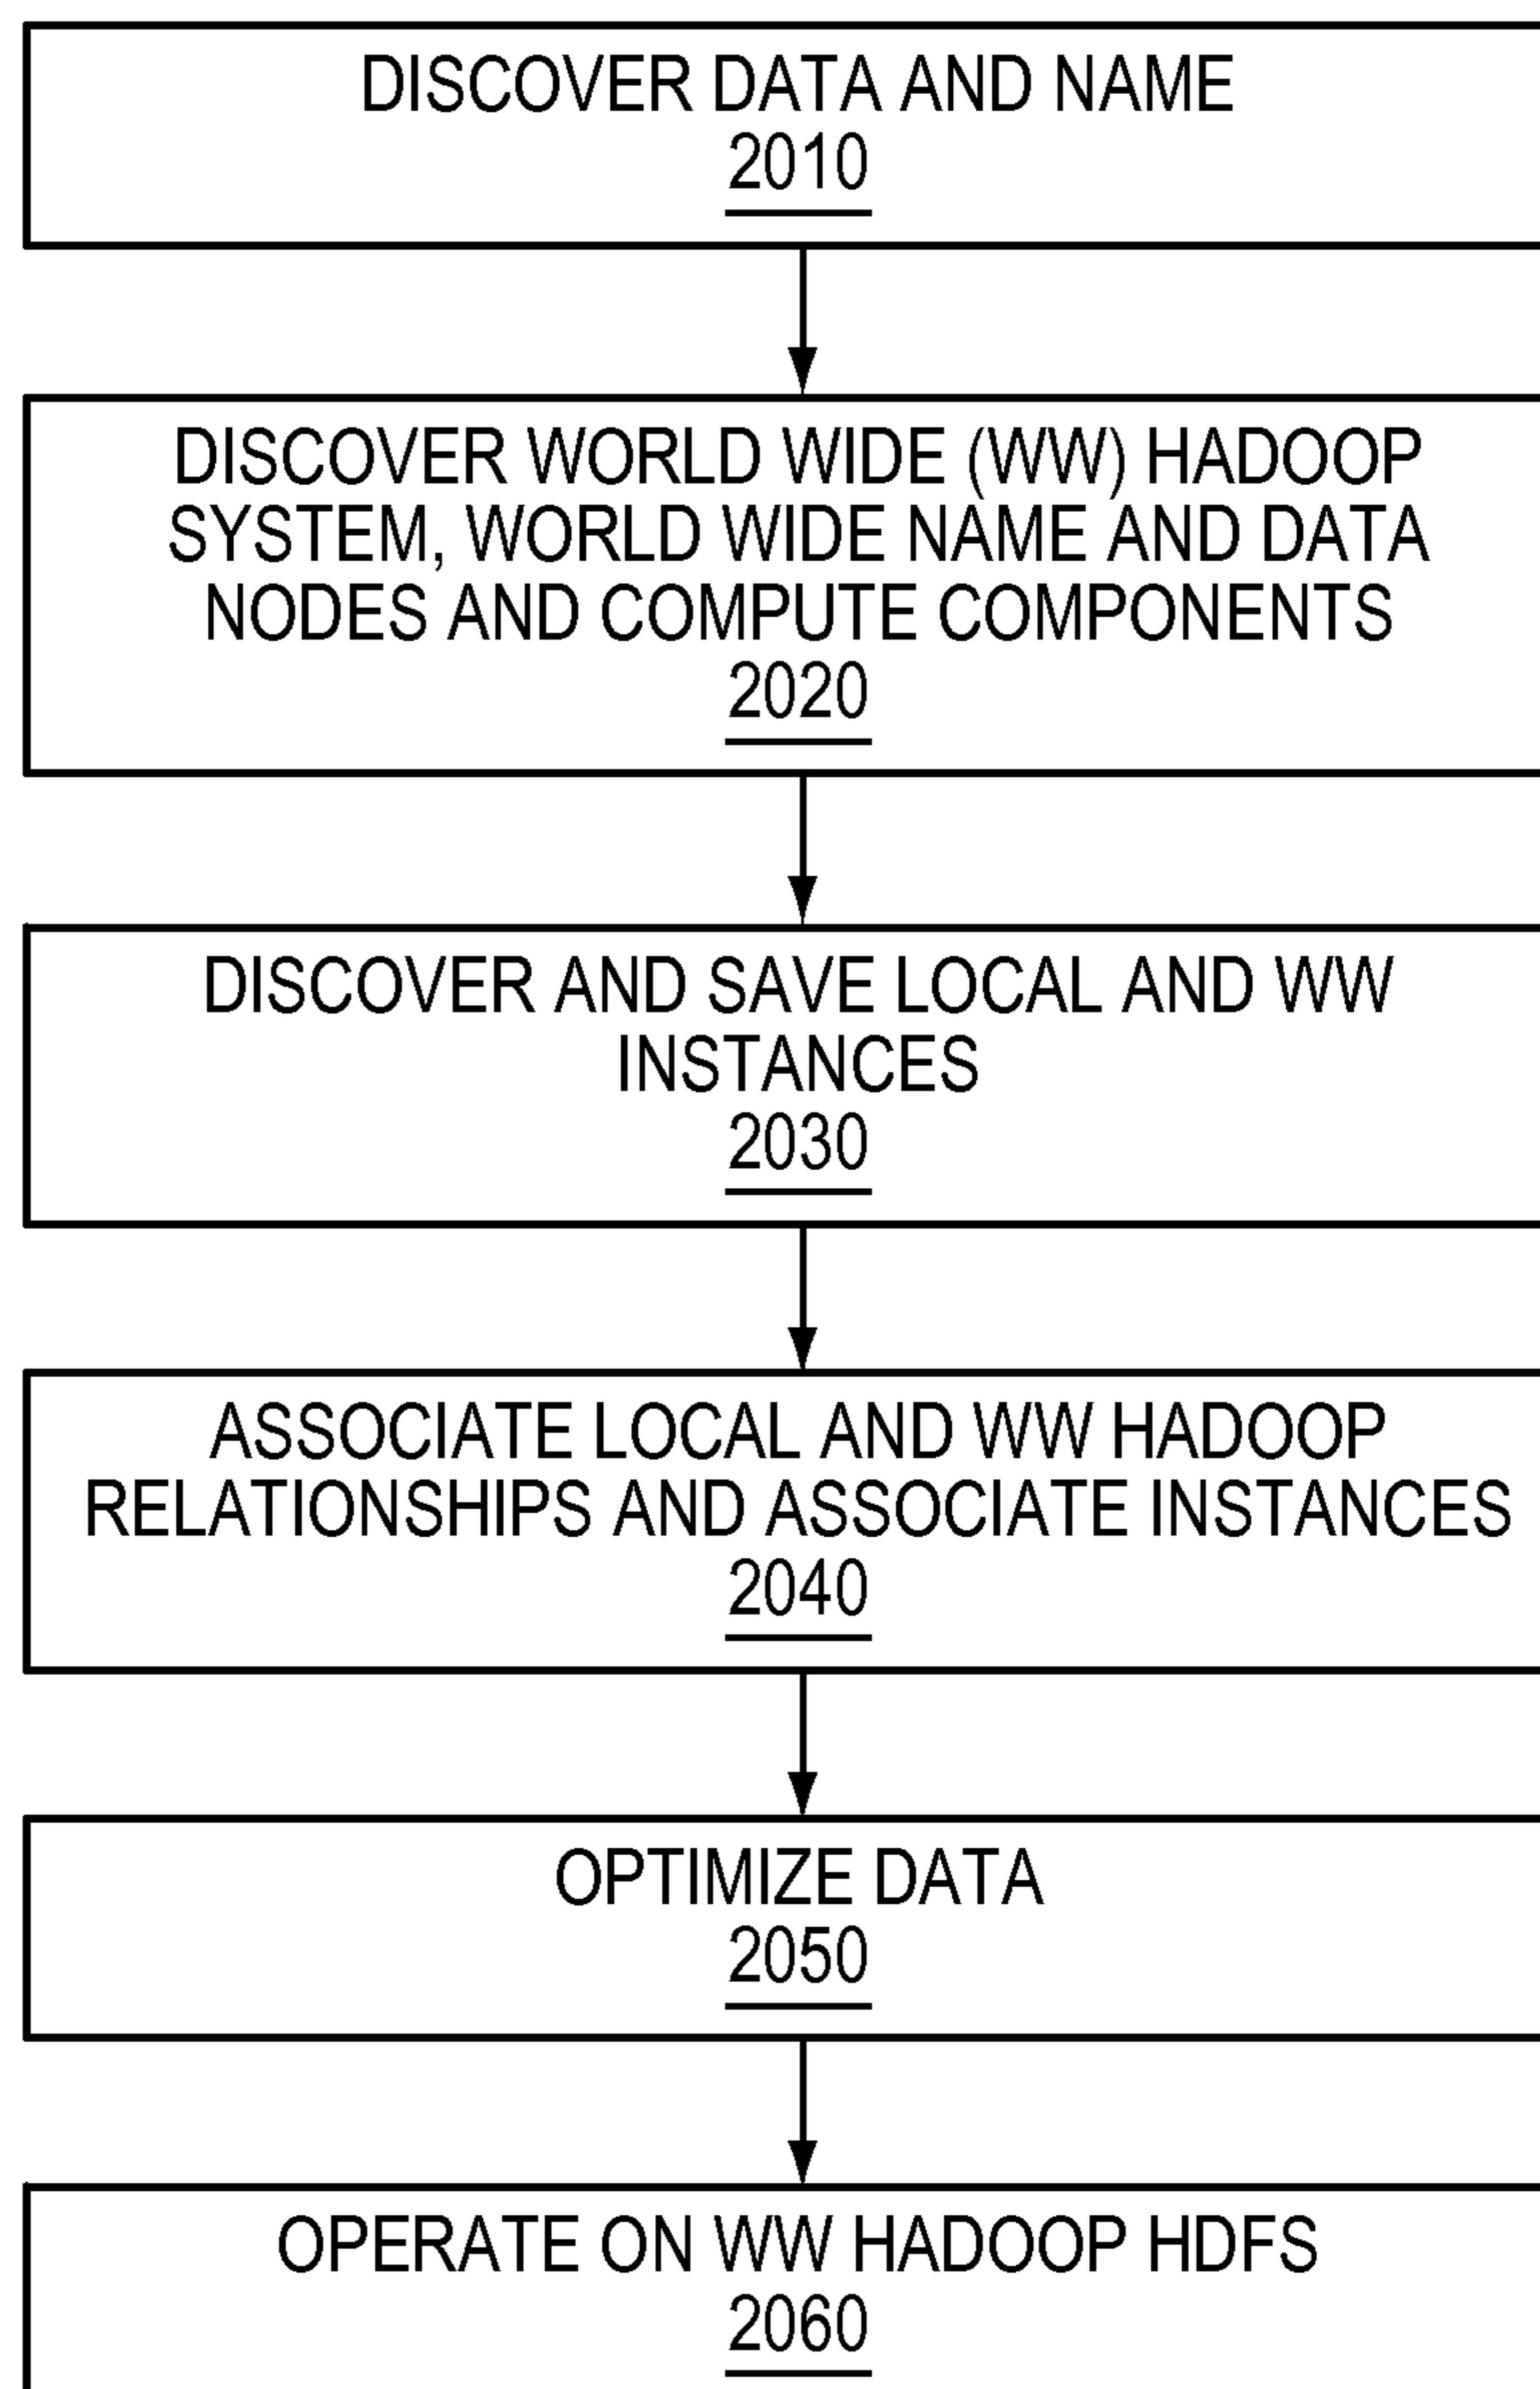 DISCOVER DATA AND NAME
2010
DISCOVER WORLD WIDE (WW) HADOOP
SYSTEM, WORLD WIDE NAME AND DATA
NODES AND COMPUTE COMPONENTS
2020
DISCOVER AND SAVE LOCAL AND WW
INSTANCES
2030
ASSOCIATE LOCAL AND WW HADOOP
RELATIONSHIPS AND ASSOCIATE INSTANCES
2040
OPTIMIZE DATA
2050
OPERATE ON WW HADOOP HDFS
2060